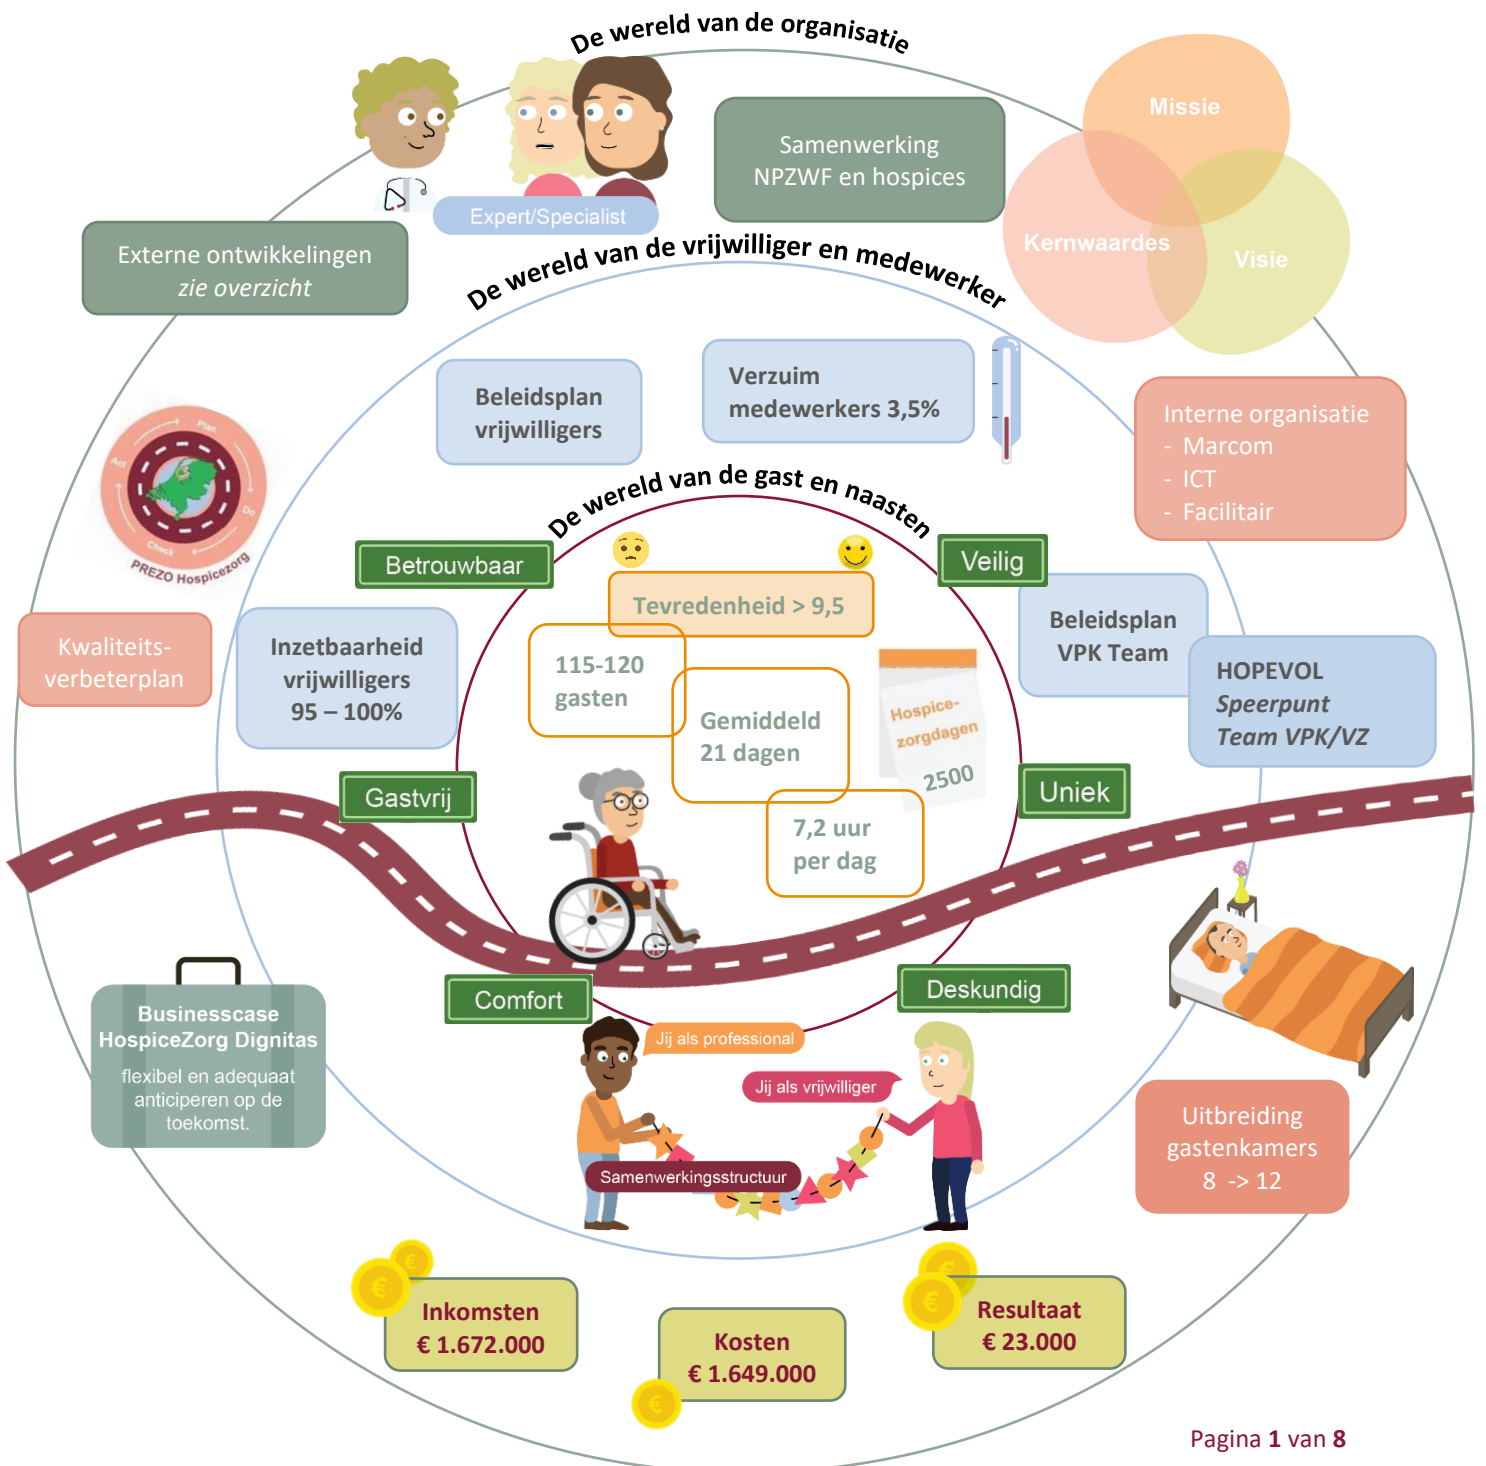 De wereld van de organisatie
Missie
Kernwaardes
Visie
Samenwerking
NPZWF en hospices
Expert/Specialist
Externe ontwikkelingen
zie overzicht
De wereld van de vrijwilliger en medewerker
Beleidsplan
vrijwilligers
Verzuim
medewerkers 3,5%
Interne organisatie
- Marcom
- ICT
- Facilitair
Plan
Do
Check
Act
PREZO Hospicezorg
De wereld van de gast en naasten
Betrouwbaar
Veilig
Tevredenheid > 9,5
Kwaliteits-
verbeterplan
Inzetbaarheid
vrijwilligers
95 – 100%
115-120
gasten
Gemiddeld
21 dagen
Hospice-
zorgdagen
2500
Beleidsplan
VPK Team
HOPEVOL
Speerpunt
Team VPK/VZ
Gastvrij
Uniek
7,2 uur
per dag
Comfort
Deskundig
Businesscase
HospiceZorg Dignitas
flexibel en adequaat
anticiperen op de
toekomst.
Jij als professional
Jij als vrijwilliger
Samenwerkingsstructuur
Uitbreiding
gastenkamers
8 -> 12
€
€
Inkomsten
€ 1.672.000
€
Kosten
€ 1.649.000
€
€
Resultaat
€ 23.000
Pagina 1 van 8